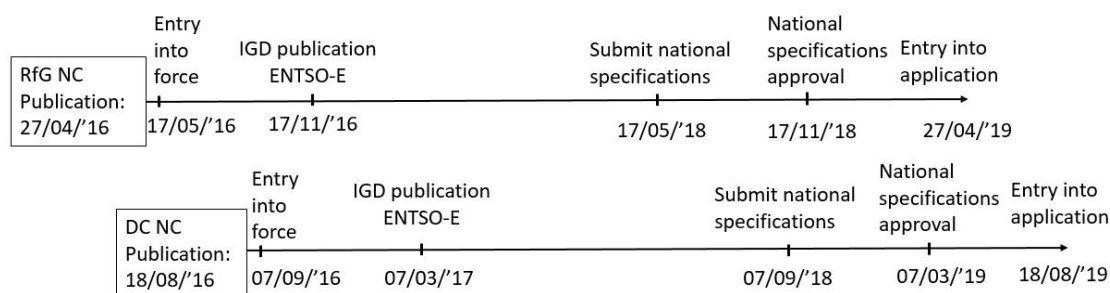 RfG NC
Publication:
27/04/'16
Entry
into
force
17/05/'16
IGD publication
ENTSO-E
17/11/'16
Submit national
specifications
17/05/'18
National
specifications
approval
17/11/'18
Entry into
application
27/04/'19
DC NC
Publication:
18/08/'16
Entry
into
force
07/09/'16
IGD publication
ENTSO-E
07/03/'17
Submit national
specifications
07/09/'18
National
specifications
approval
07/03/'19
Entry into
application
18/08/'19